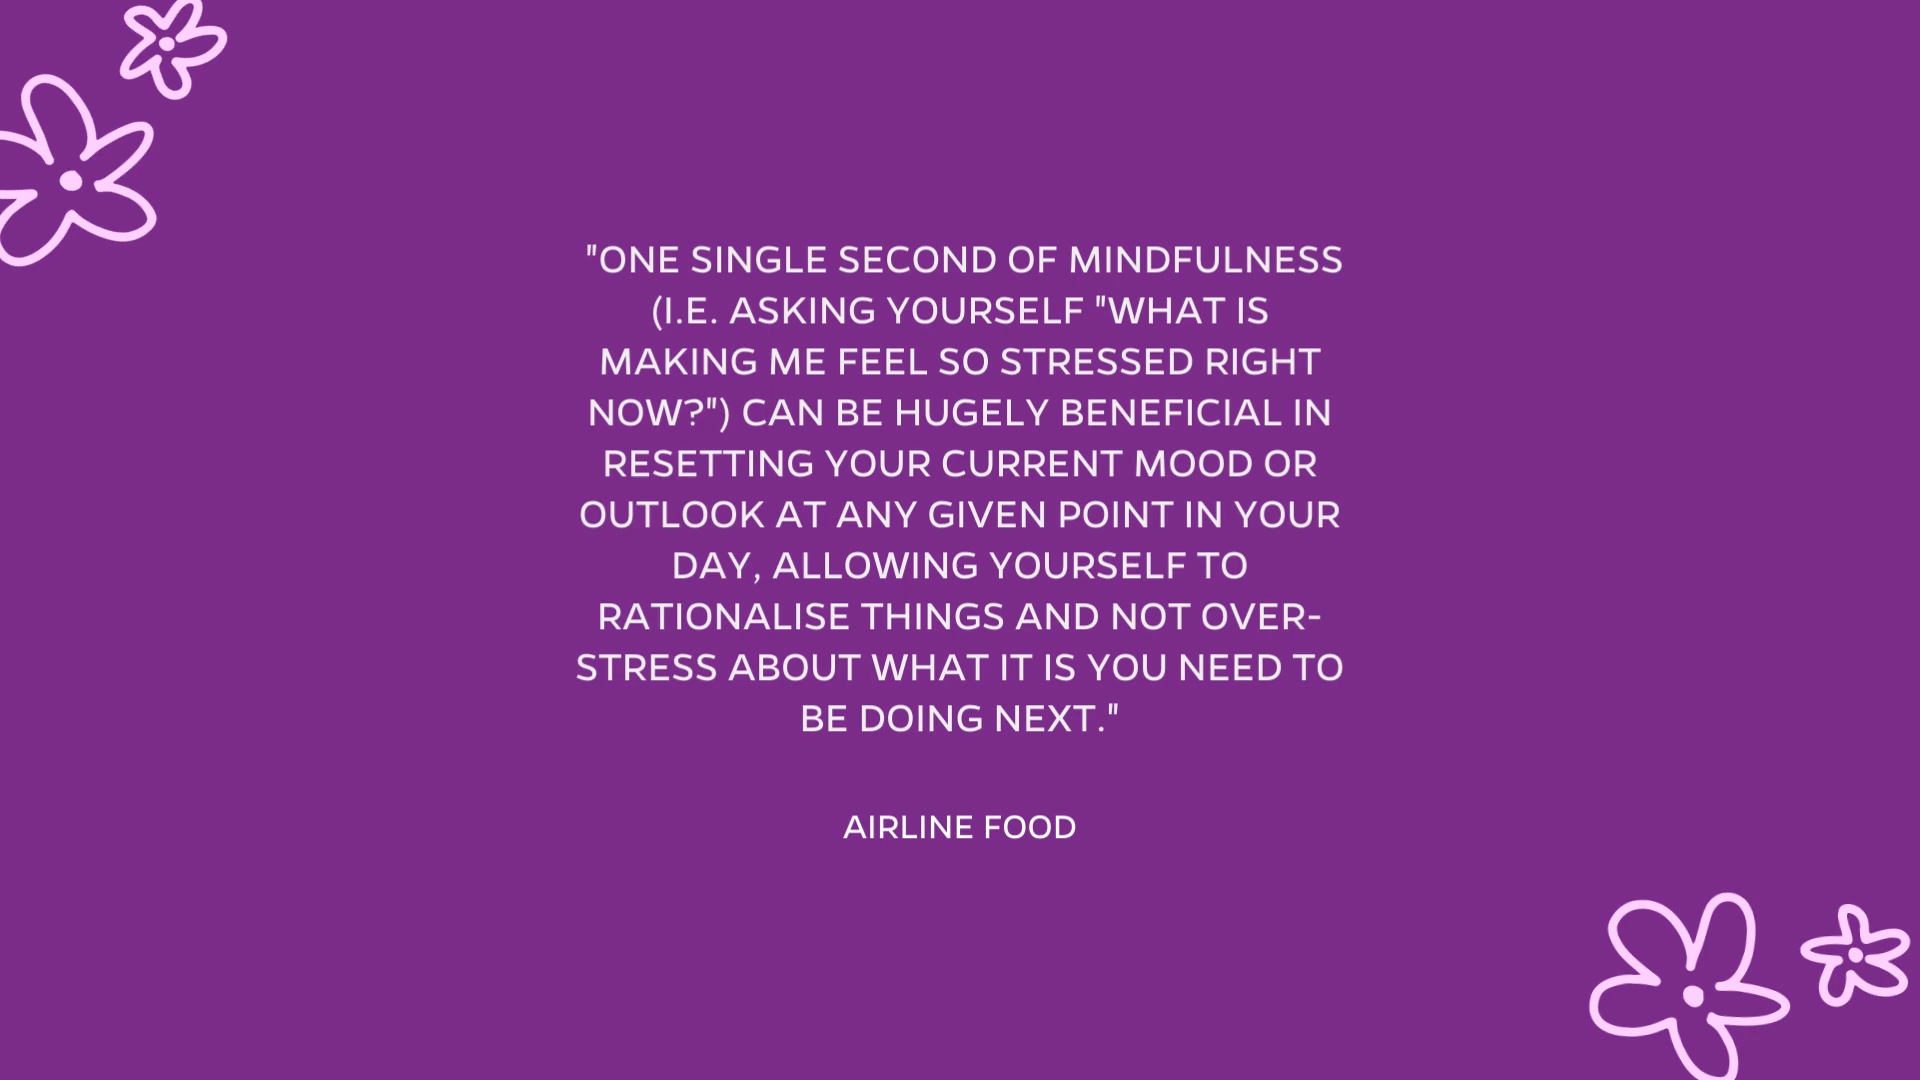 "ONE SINGLE SECOND OF MINDFULNESS
(I.E. ASKING YOURSELF "WHAT IS
MAKING ME FEEL SO STRESSED RIGHT
NOW?") CAN BE HUGELY BENEFICIAL IN
RESETTING YOUR CURRENT MOOD OR
OUTLOOK AT ANY GIVEN POINT IN YOUR
DAY, ALLOWING YOURSELF TO
RATIONALISE THINGS AND NOT OVER-
STRESS ABOUT WHAT IT IS YOU NEED TO
BE DOING NEXT."
AIRLINE FOOD